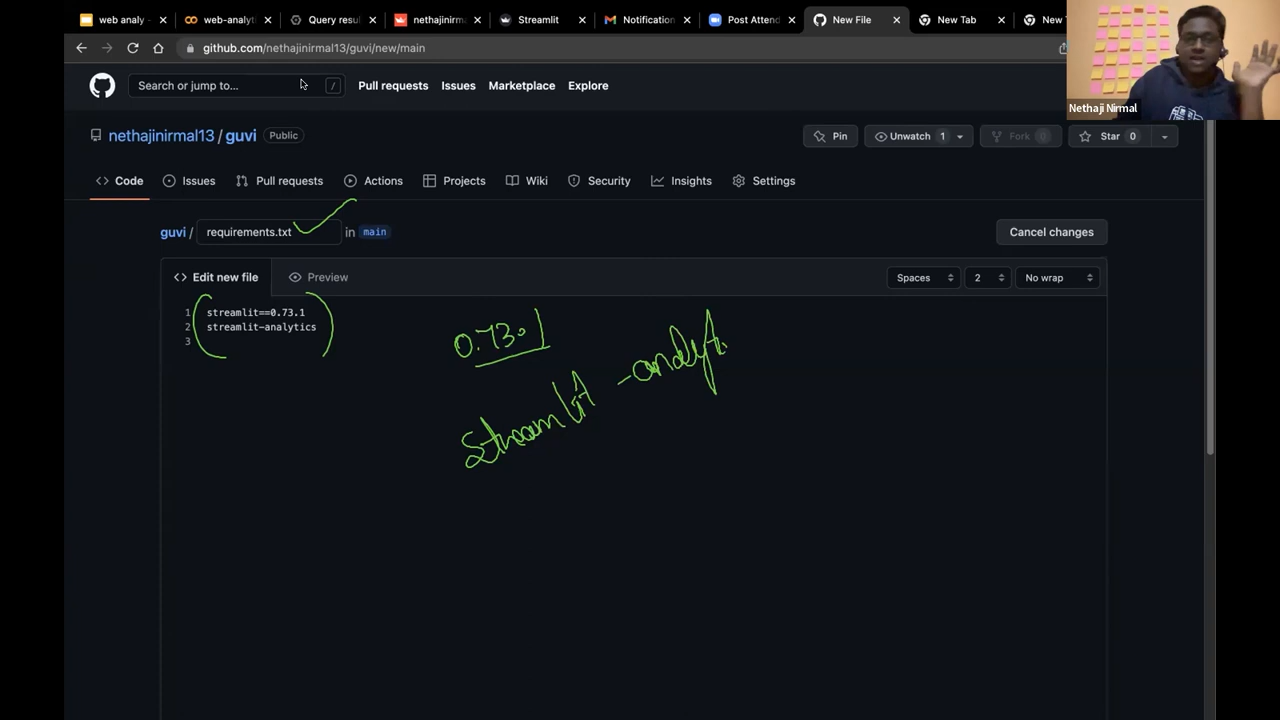 web analy
web-analyti
Query resul
nethajinirma
Streamlit
Notification
Post Attend
New File
New Tab
New T
github.com/nethajinirmal13/guvi/new/main
Search or jump to... /
Pull requests Issues Marketplace Explore
Nethaji Nirmal
nethajinirmal13 / guvi Public
Pin Unwatch 1 Fork 0 Star 0
<> Code Issues Pull requests Actions Projects Wiki Security Insights Settings
guvi / requirements.txt in main
Cancel changes
<> Edit new file Preview
Spaces 2 No wrap
1 streamlit==0.73.1
2 streamlit-analytics
3
0.73.1
Streamlit -analyti